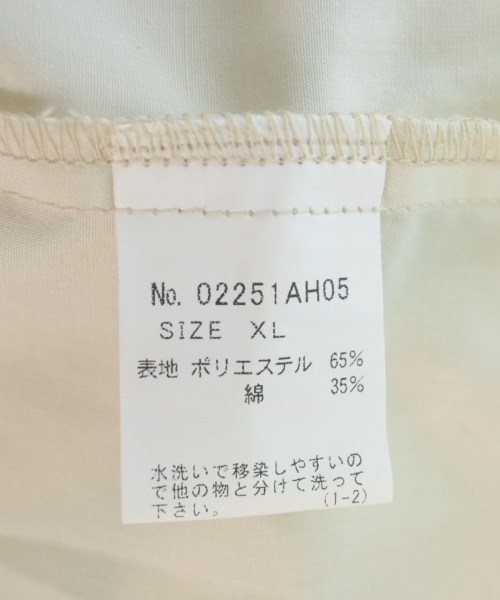 No. 02251AH05
SIZE XL
表地 ポリエステル 65%
綿 35%
水洗いで移染しやすいの
で他の物と分けて洗って
下さい。 (1-2)